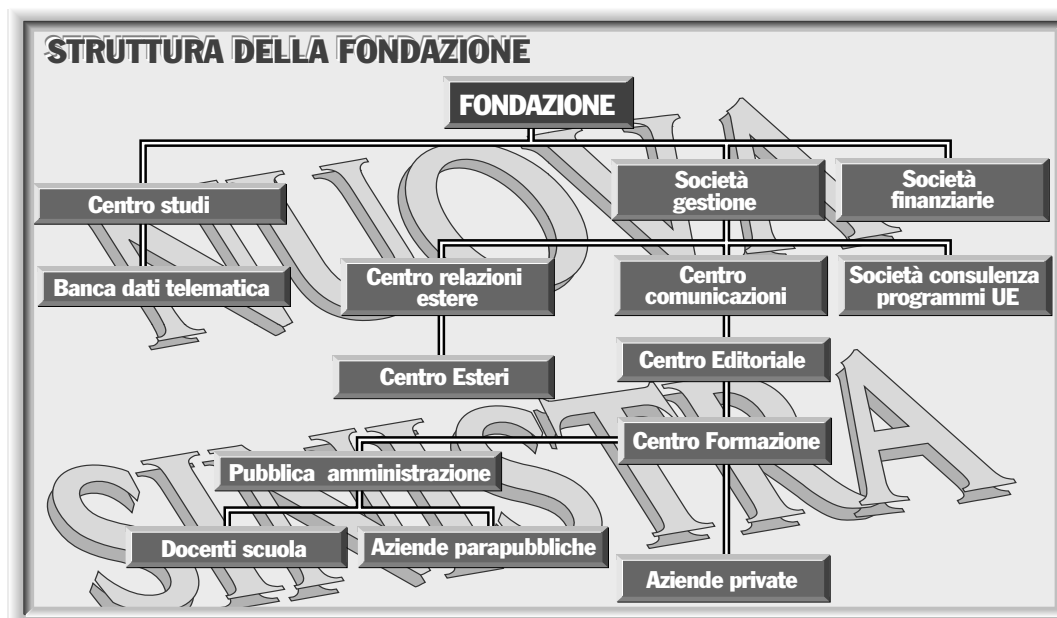 STRUTTURA DELLA FONDAZIONE
FONDAZIONE
Centro studi
Società
gestione
Società
finanziarie
Banca dati telematica
Centro relazioni
estere
Centro
comunicazioni
Società consulenza
programmi UE
Centro Esteri
Centro Editoriale
Centro Formazione
Pubblica amministrazione
Docenti scuola
Aziende parapubbliche
Aziende private
NUOVA
SINISTRA